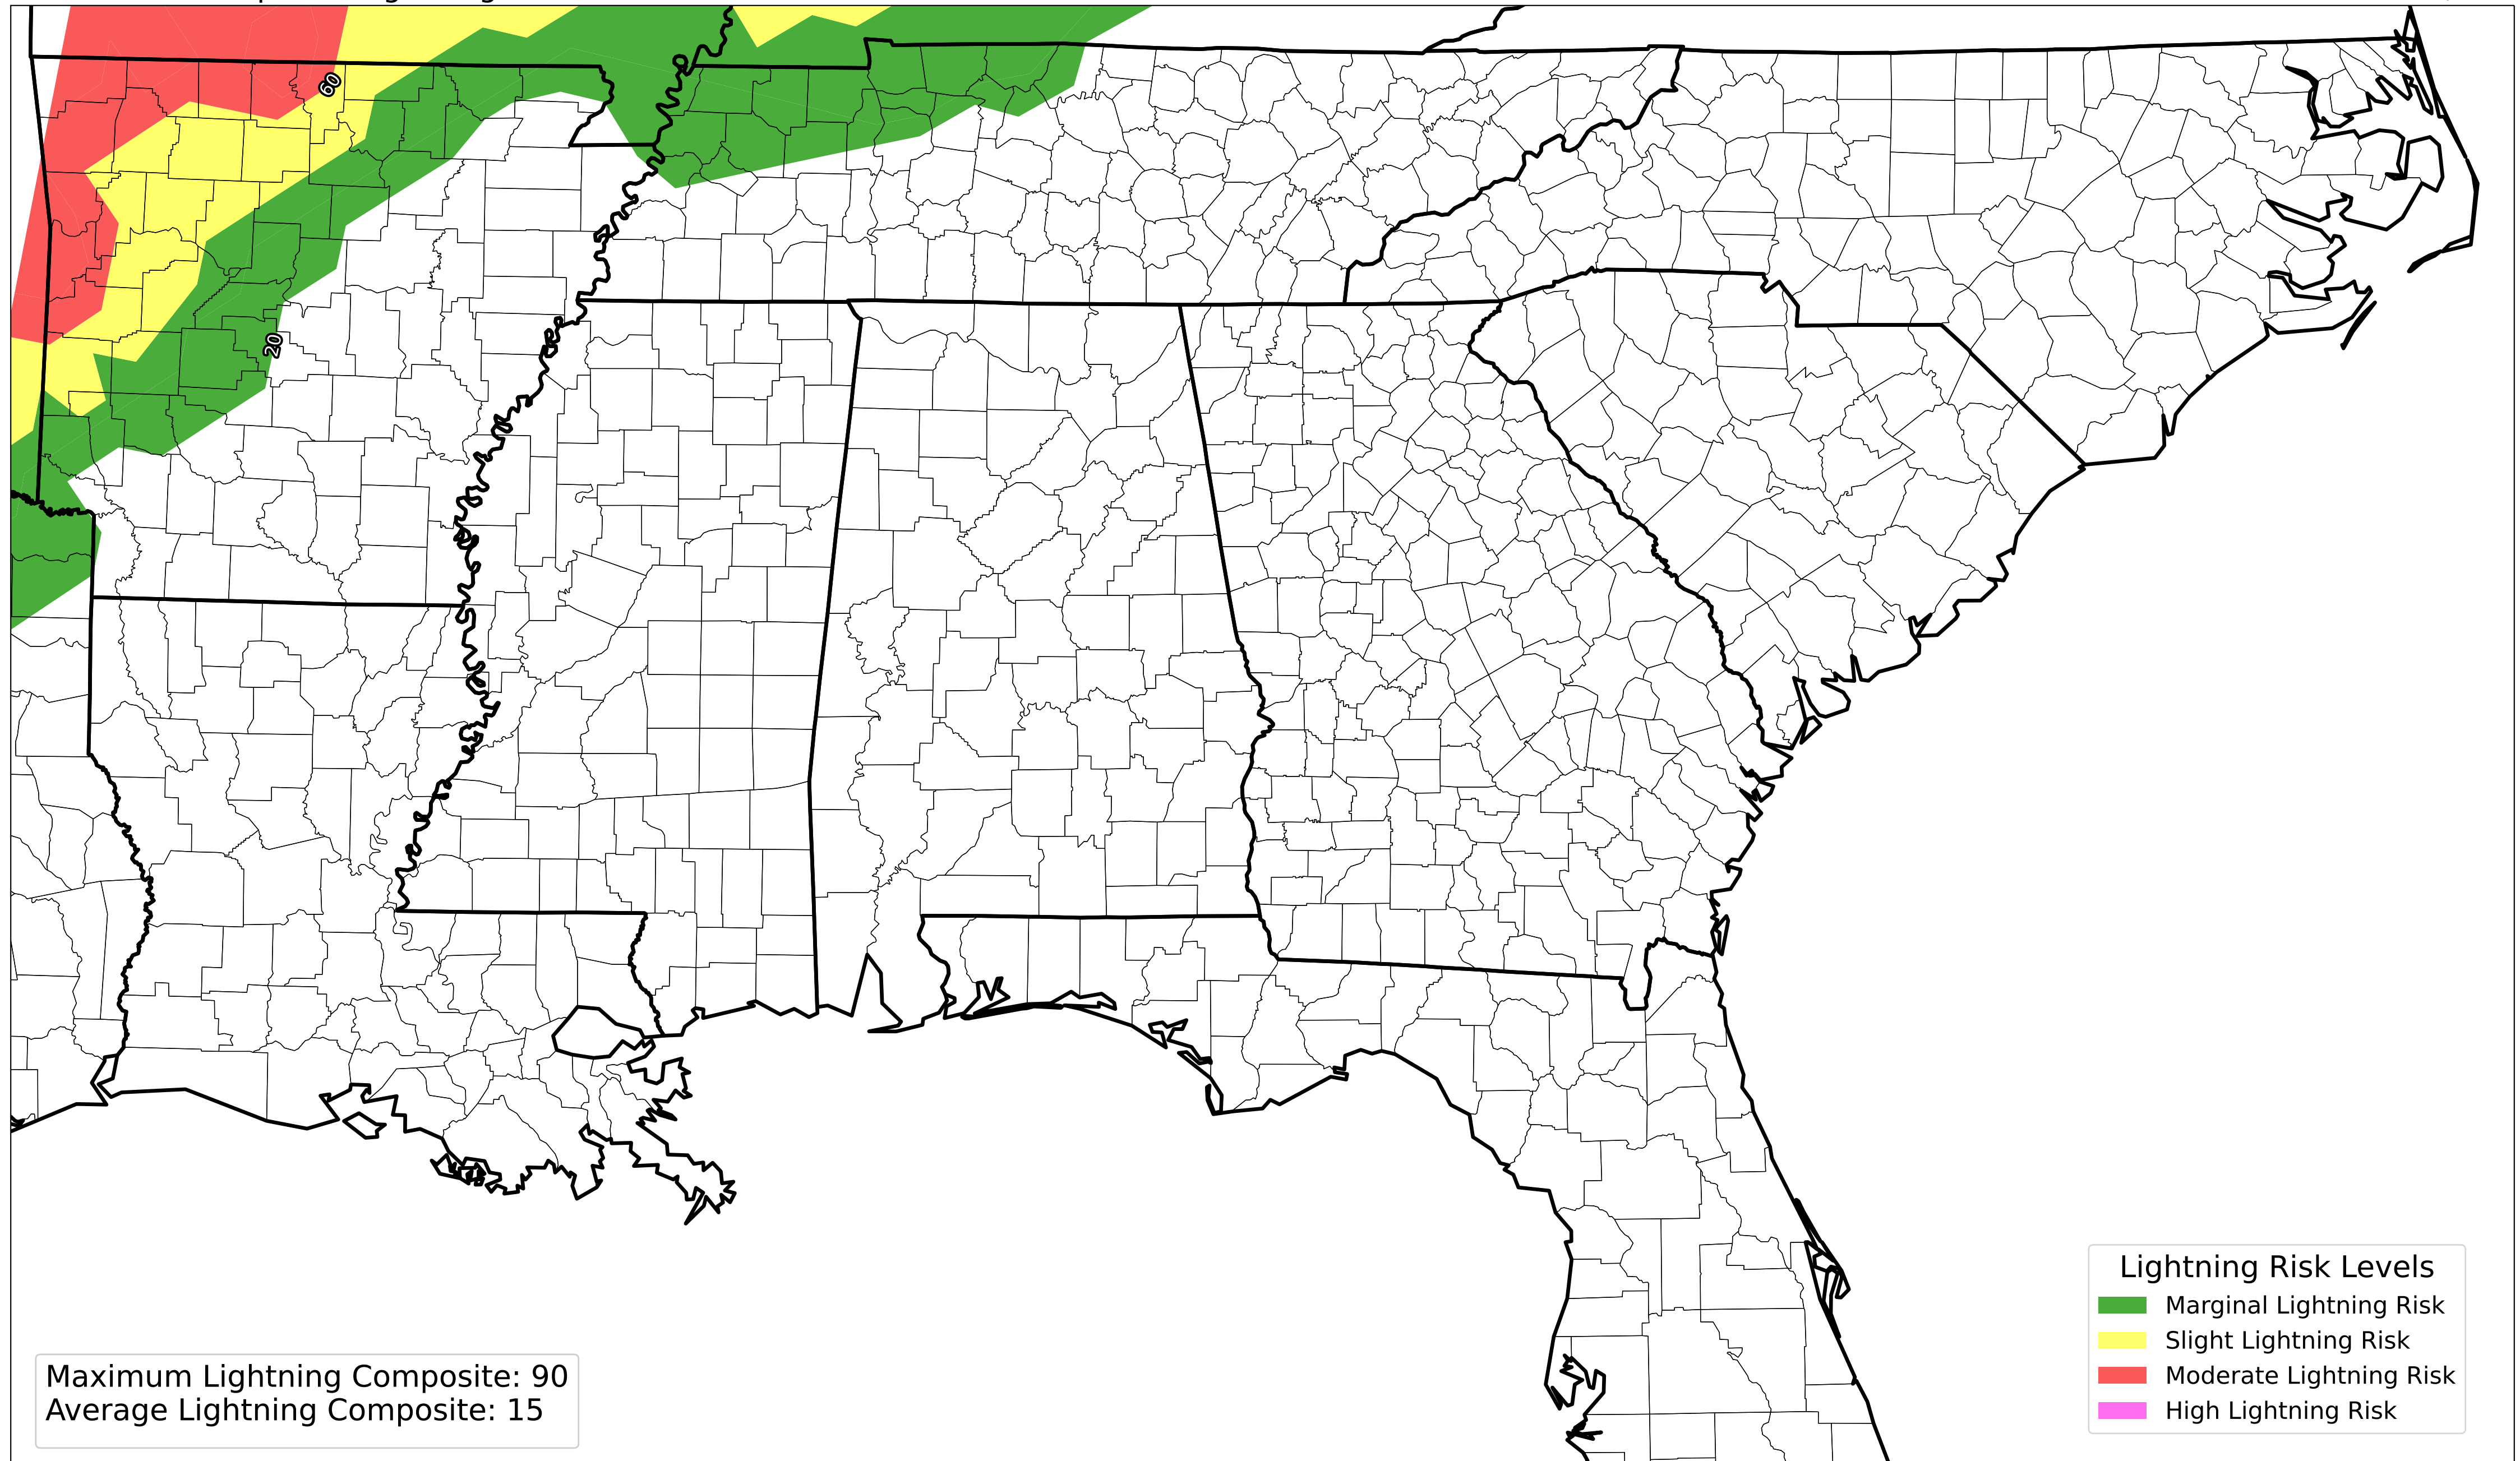 60
20
Lightning Risk Levels
Marginal Lightning Risk
Slight Lightning Risk
Moderate Lightning Risk
High Lightning Risk
Maximum Lightning Composite: 90
Average Lightning Composite: 15